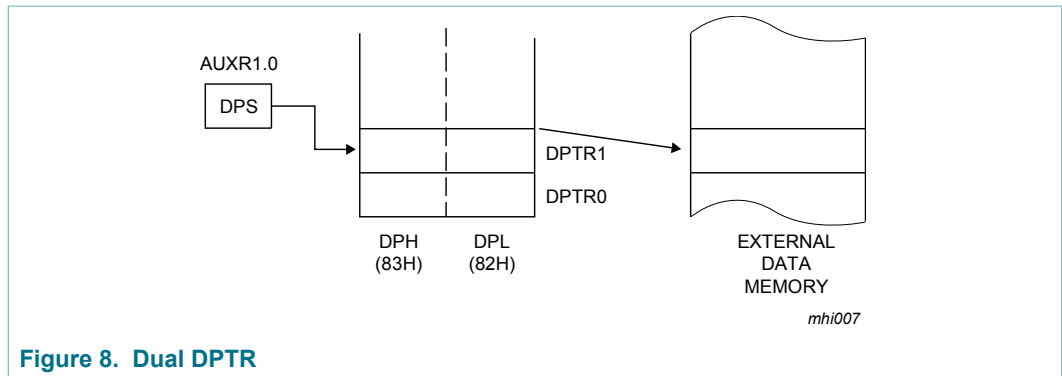 AUXR1.0
DPS
DPTR1
DPTR0
DPH
(83H)
DPL
(82H)
EXTERNAL
DATA
MEMORY
mhi007
Figure 8. Dual DPTR